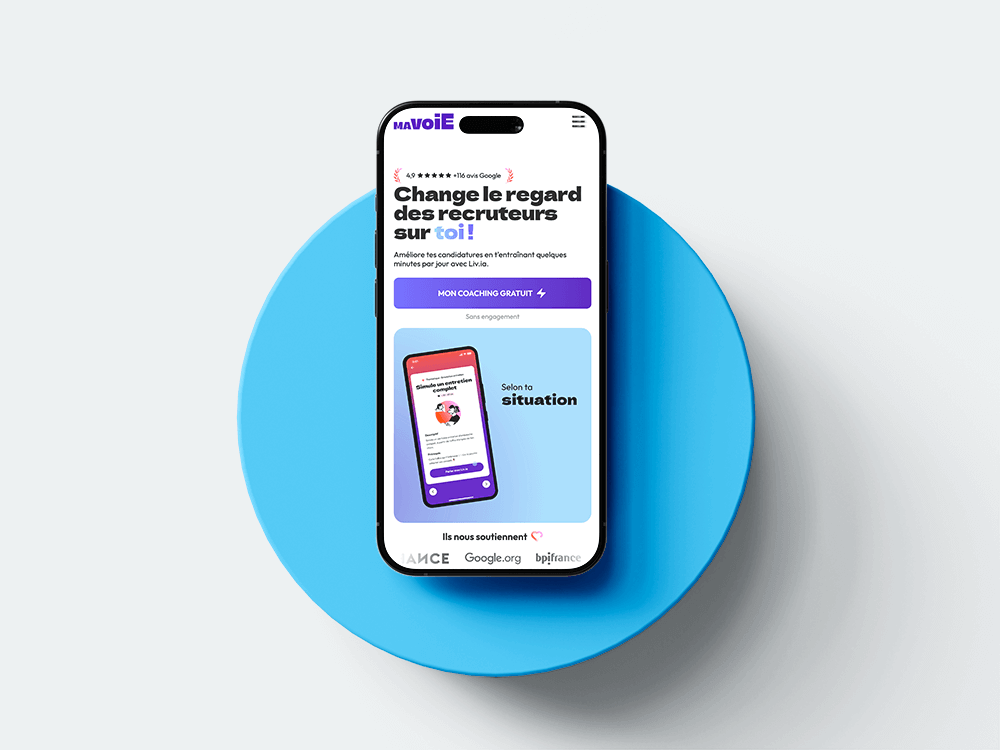 MAVOIE
4,9 ★★★★★ +116 avis Google
Change le regard
des recruteurs
sur toi !
Améliore tes candidatures en t'entraînant quelques
minutes par jour avec Liv.ia.
MON COACHING GRATUIT
Sans engagement
Simule un entretien
complet
Selon ta
situation
Ils nous soutiennent
Google.org
bpifrance